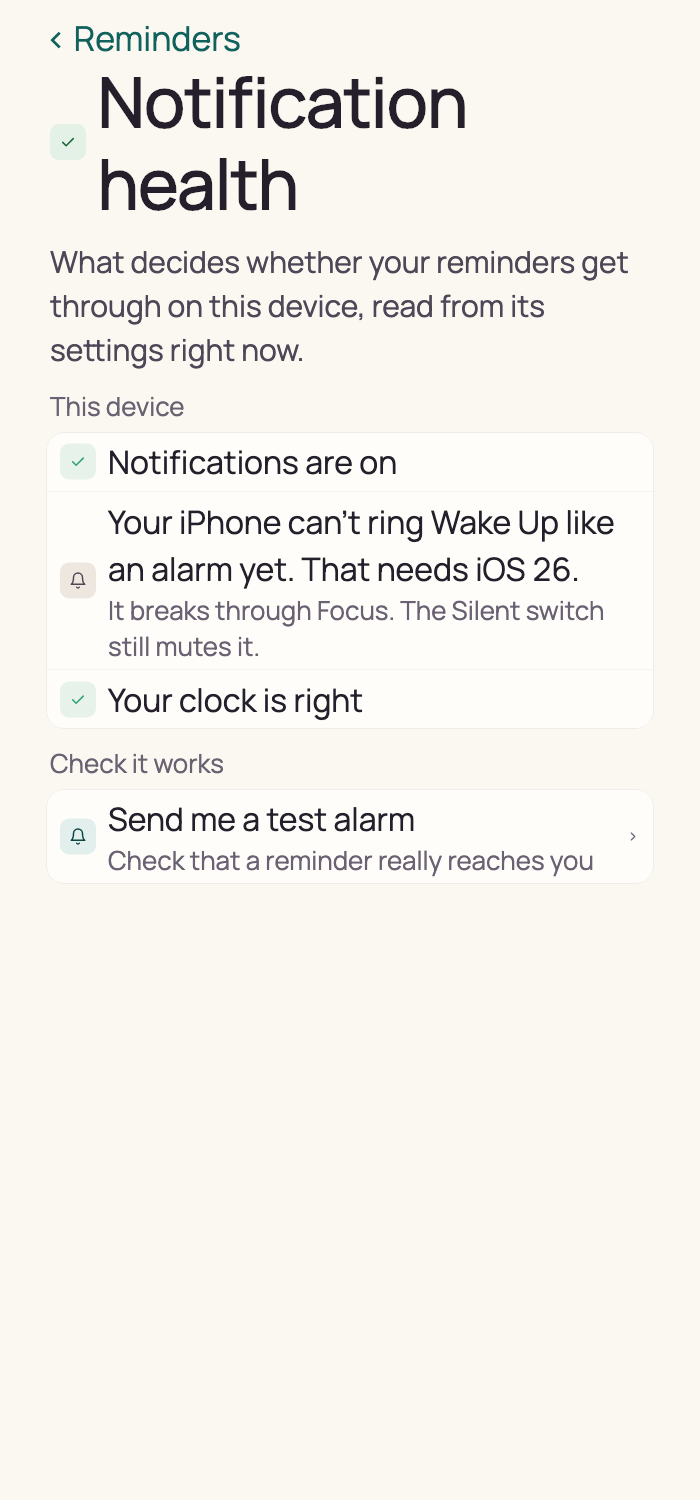 Reminders
Notification
health
What decides whether your reminders get
through on this device, read from its
settings right now.
This device
Notifications are on
Your iPhone can’t ring Wake Up like
an alarm yet. That needs iOS 26.
It breaks through Focus. The Silent switch
still mutes it.
Your clock is right
Check it works
Send me a test alarm
Check that a reminder really reaches you